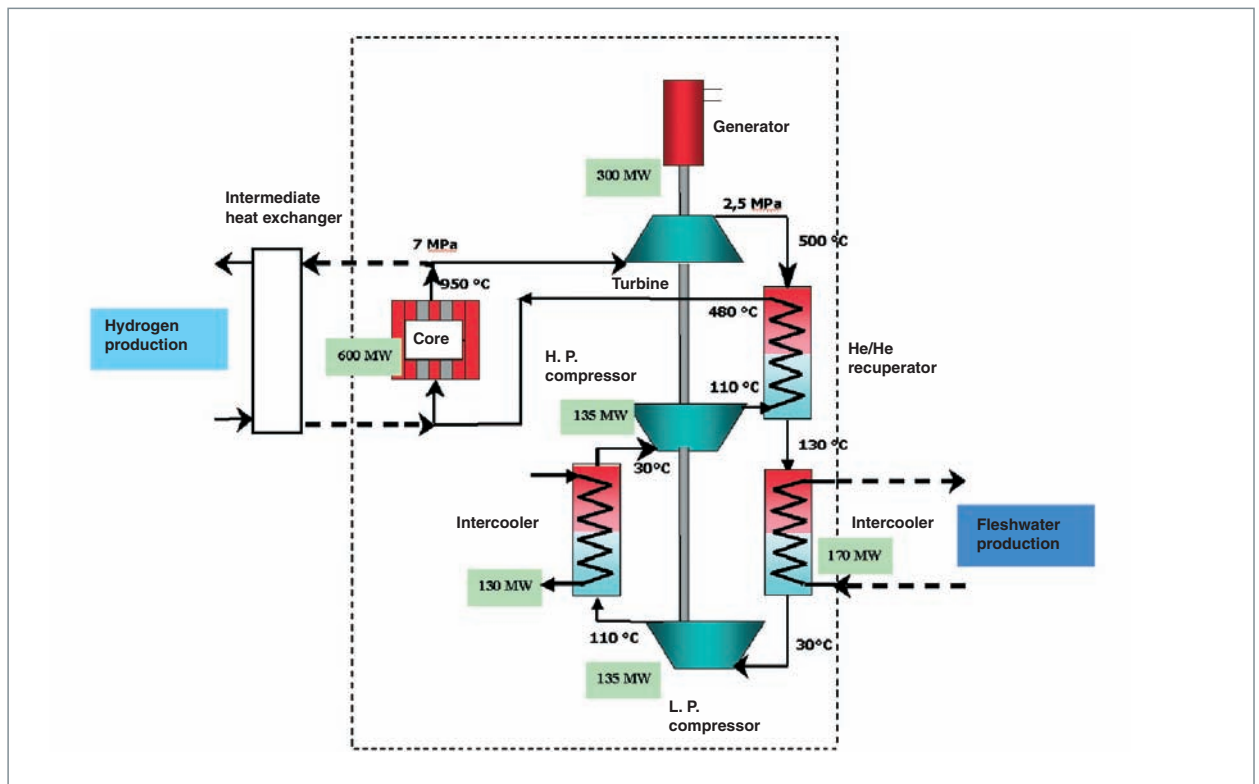 Generator
300 MW
Intermediate
heat exchanger
2,5 MPa
7 MPa
500 °C
950 °C
Turbine
480 °C
Hydrogen
production
Core
600 MW
He/He
recuperator
H. P.
compressor
110 °C
135 MW
130 °C
30°C
Intercooler
Intercooler
Fleshwater
production
170 MW
130 MW
110 °C
30°C
135 MW
L. P.
compressor